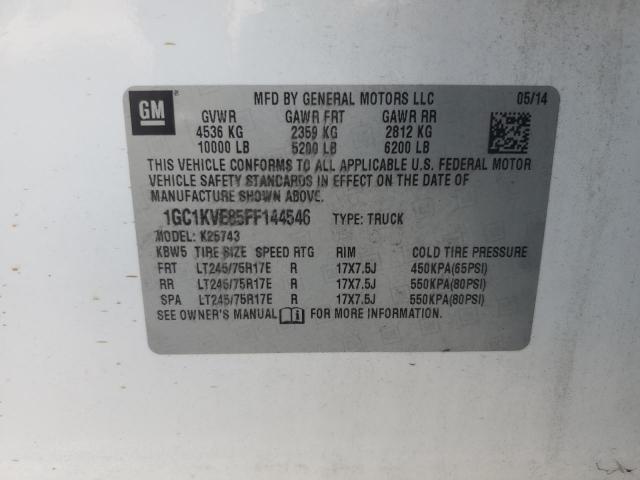 GM
MFD BY GENERAL MOTORS LLC 05/14
GVWR GAWR FRT GAWR RR
4536 KG 2359 KG 2812 KG
10000 LB 5200 LB 6200 LB
THIS VEHICLE CONFORMS TO ALL APPLICABLE U.S. FEDERAL MOTOR
VEHICLE SAFETY STANDARDS IN EFFECT ON THE DATE OF
MANUFACTURE SHOWN ABOVE.
1GC1KVE85FF144546 TYPE: TRUCK
MODEL: K25743
KBW5 TIRE SIZE SPEED RTG RIM COLD TIRE PRESSURE
FRT LT245/75R17E R 17X7.5J 450KPA(65PSI)
RR LT245/75R17E R 17X7.5J 550KPA(80PSI)
SPA LT245/75R17E R 17X7.5J 550KPA(80PSI)
SEE OWNER'S MANUAL FOR MORE INFORMATION.